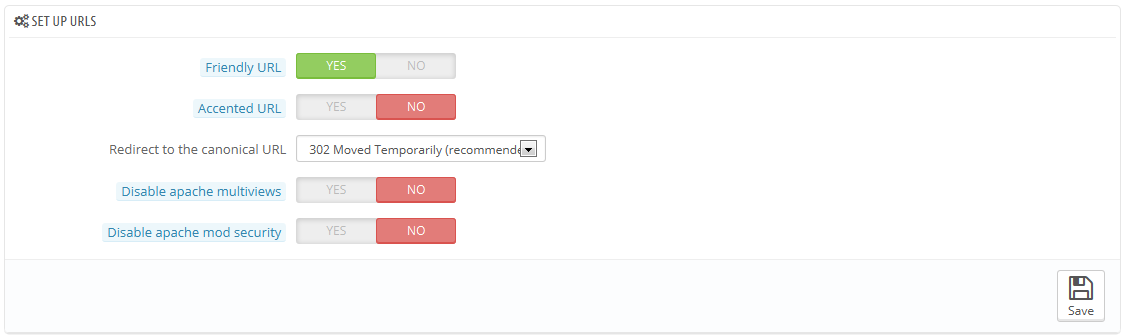 SET UP URLS
Friendly URL YES NO
Accented URL YES NO
Redirect to the canonical URL 302 Moved Temporarily (recommende
Disable apache multiviews YES NO
Disable apache mod security YES NO
Save